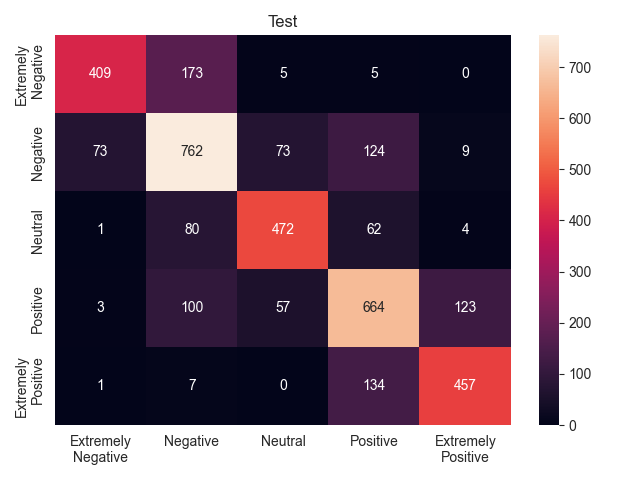 Test
Extremely
Negative
409 173 5 5 0
Negative
73 762 73 124 9
Neutral
1 80 472 62 4
Positive
3 100 57 664 123
Extremely
Positive
1 7 0 134 457
Extremely
Negative
Negative
Neutral
Positive
Extremely
Positive
700
600
500
400
300
200
100
0